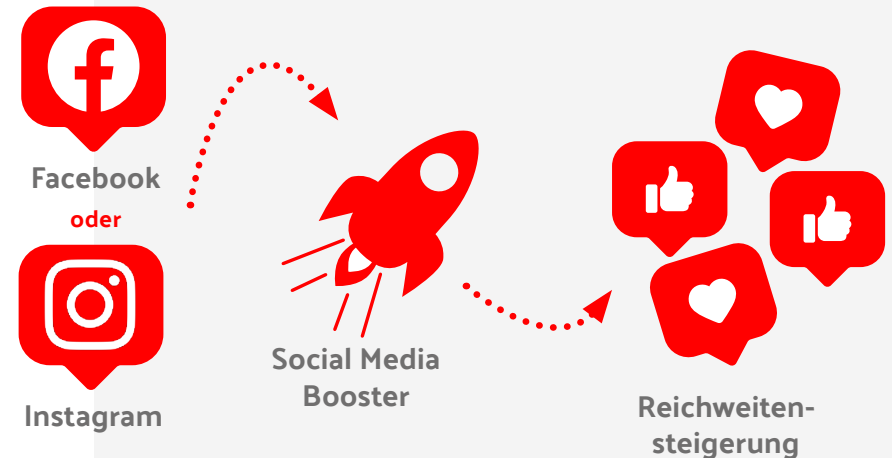 Facebook
oder
Instagram
Social Media
Booster
Reichweiten-
steigerung